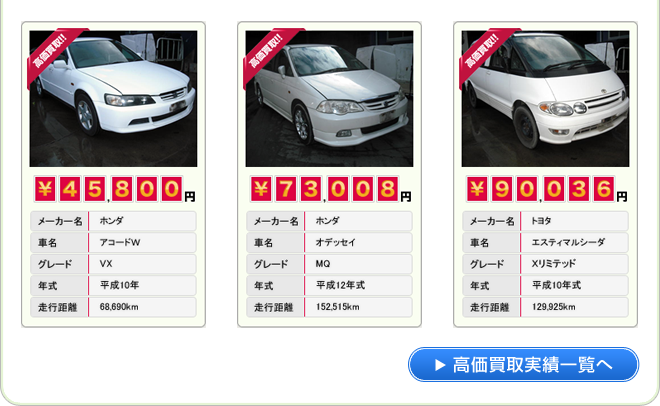 高価買取!!
¥45,800円
メーカー名 ホンダ
車名 アコードW
グレード VX
年式 平成10年
走行距離 68,690km
高価買取!!
¥73,008円
メーカー名 ホンダ
車名 オデッセイ
グレード MQ
年式 平成12年式
走行距離 152,515km
高価買取!!
¥90,036円
メーカー名 トヨタ
車名 エスティマルシーダ
グレード Xリミテッド
年式 平成10年式
走行距離 129,925km
▶ 高価買取実績一覧へ